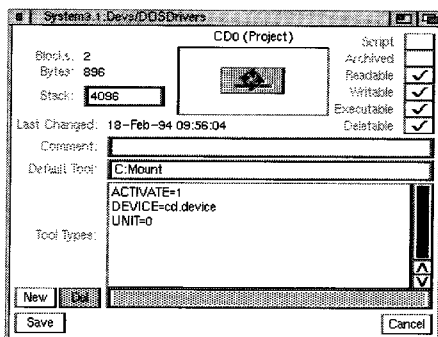 System3.1:Devs/DOSDrivers
CD0 (Project)
Blocks: 2
Bytes: 896
Stack: 4096
Script
Archived
Readable
Writable
Executable
Deletable
Last Changed: 18-Feb-94 09:56:04
Comment:
Default Tool: C:Mount
Tool Types:
ACTIVATE=1
DEVICE=cd.device
UNIT=0
New Del
Save Cancel